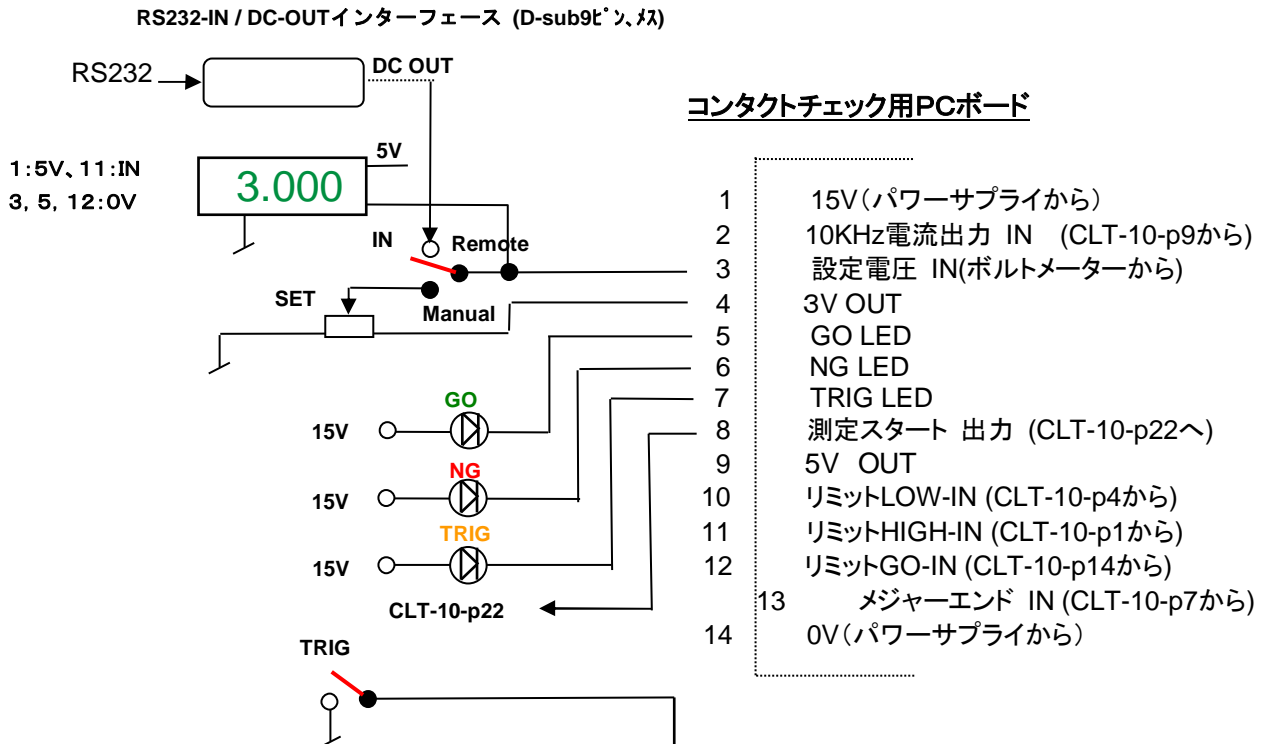 RS232-IN / DC-OUTインターフェース (D-sub9ピン、メス)
RS232
DC OUT
5V
1:5V、11:IN
3, 5, 12:0V
3.000
IN
Remote
SET
Manual
GO
15V
NG
15V
TRIG
15V
CLT-10-p22
TRIG
コンタクトチェック用PCボード
1 15V(パワーサプライから)
2 10KHz電流出力 IN (CLT-10-p9から)
3 設定電圧 IN(ボルトメーターから)
4 3V OUT
5 GO LED
6 NG LED
7 TRIG LED
8 測定スタート 出力 (CLT-10-p22へ)
9 5V OUT
10 リミットLOW-IN (CLT-10-p4から)
11 リミットHIGH-IN (CLT-10-p1から)
12 リミットGO-IN (CLT-10-p14から)
13 メジャーエンド IN (CLT-10-p7から)
14 0V(パワーサプライから)